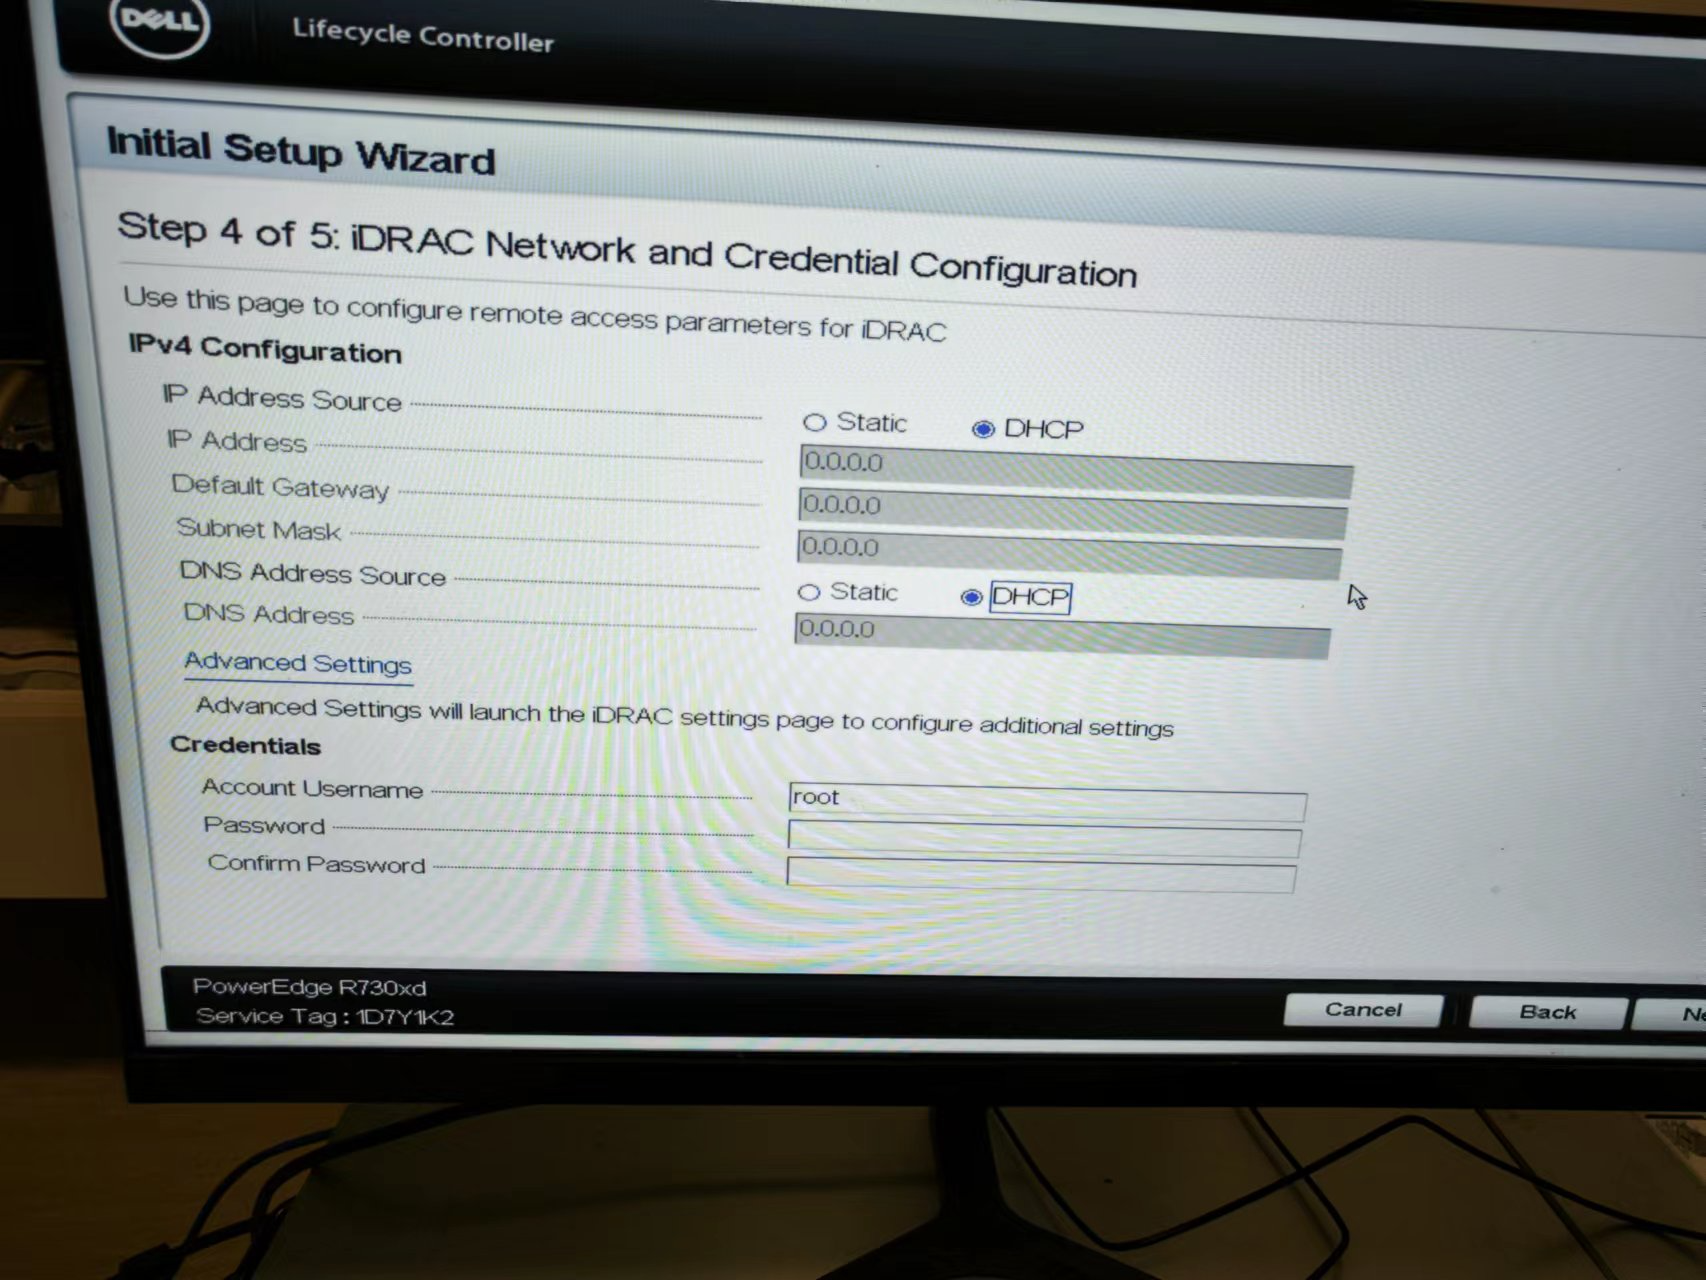 DELL
Lifecycle Controller
Initial Setup Wizard
Step 4 of 5: iDRAC Network and Credential Configuration
Use this page to configure remote access parameters for iDRAC
IPv4 Configuration
IP Address Source Static DHCP
IP Address 0.0.0.0
Default Gateway 0.0.0.0
Subnet Mask 0.0.0.0
DNS Address Source Static DHCP
DNS Address 0.0.0.0
Advanced Settings
Advanced Settings will launch the iDRAC settings page to configure additional settings
Credentials
Account Username root
Password
Confirm Password
PowerEdge R730xd
Service Tag : 1D7Y1K2
Cancel Back